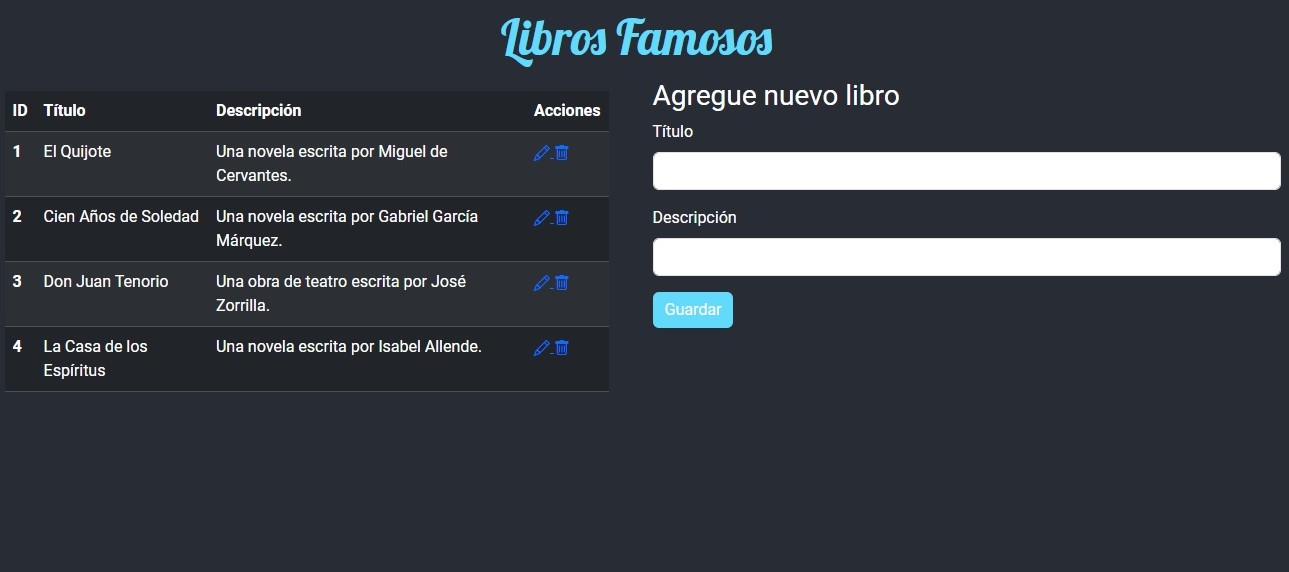 Libros Famosos
ID Título Descripción Acciones
1 El Quijote Una novela escrita por Miguel de
Cervantes.
2 Cien Años de Soledad Una novela escrita por Gabriel García
Márquez.
3 Don Juan Tenorio Una obra de teatro escrita por José
Zorrilla.
4 La Casa de los Una novela escrita por Isabel Allende.
Espíritus
Agregue nuevo libro
Título
Descripción
Guardar